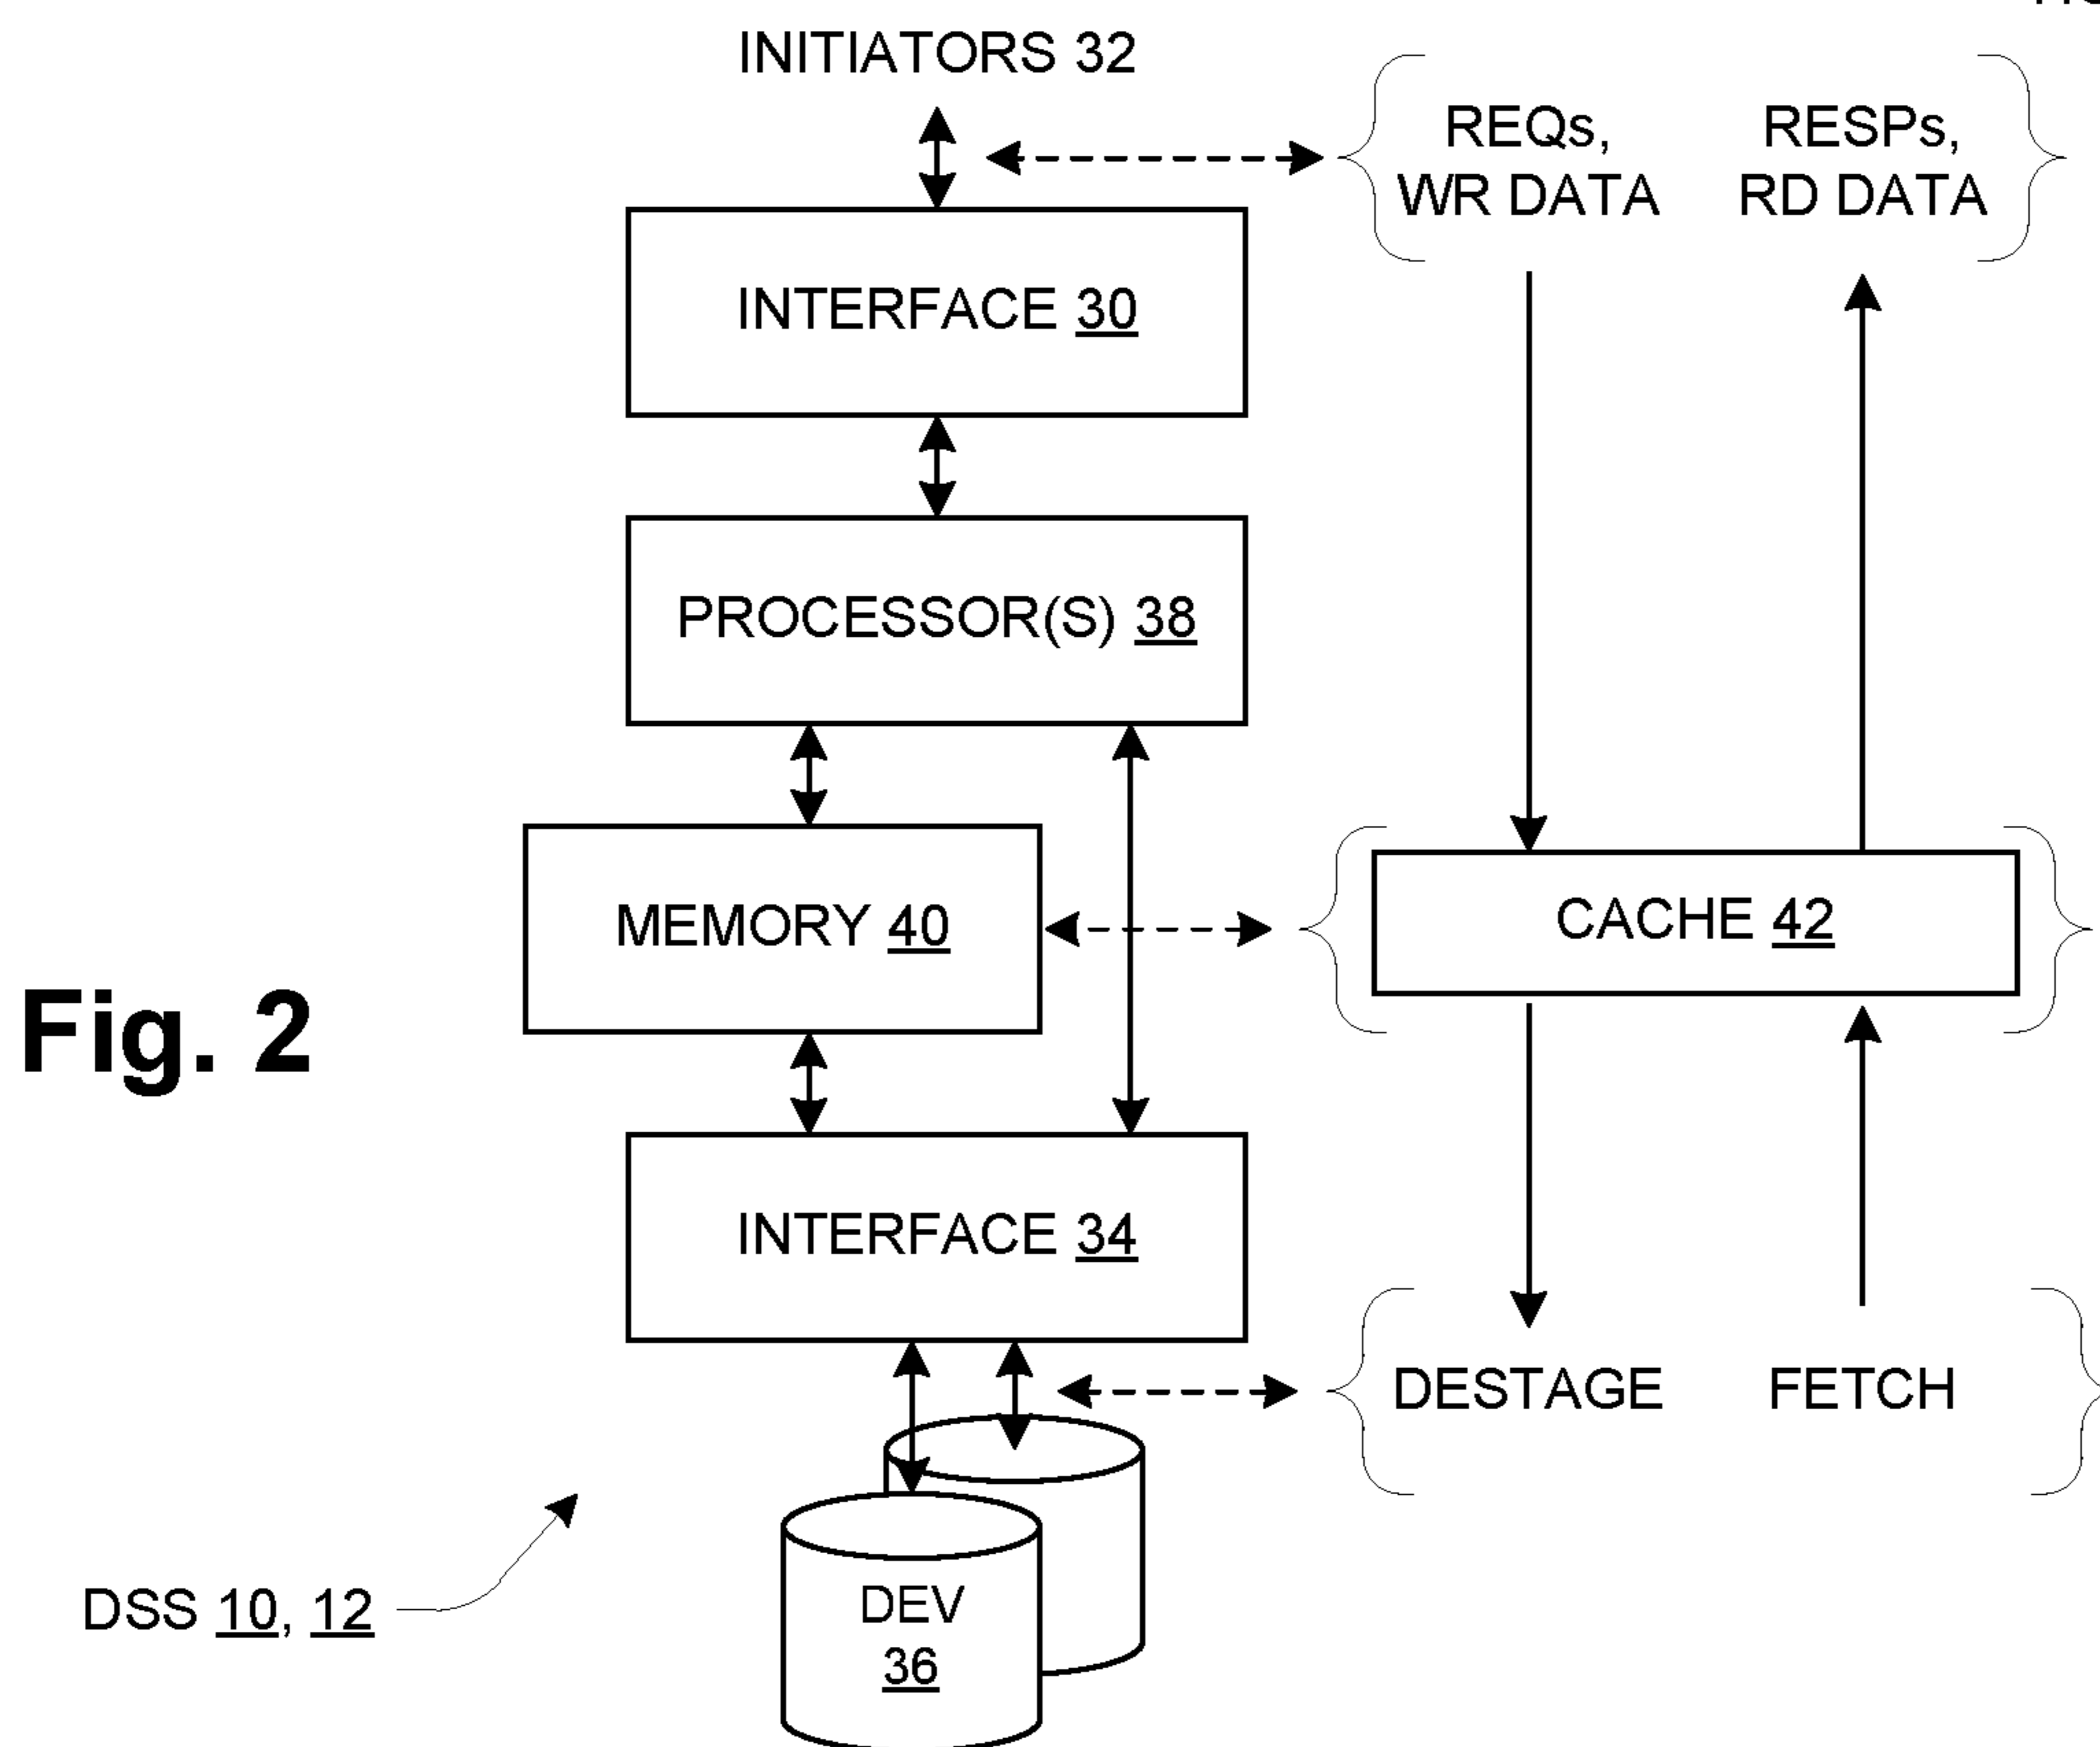 INITIATORS 32
REQs,
WR DATA
RESPs,
RD DATA
INTERFACE 30
PROCESSOR(S) 38
MEMORY 40
CACHE 42
Fig. 2
INTERFACE 34
DESTAGE
FETCH
DSS 10, 12
DEV
36